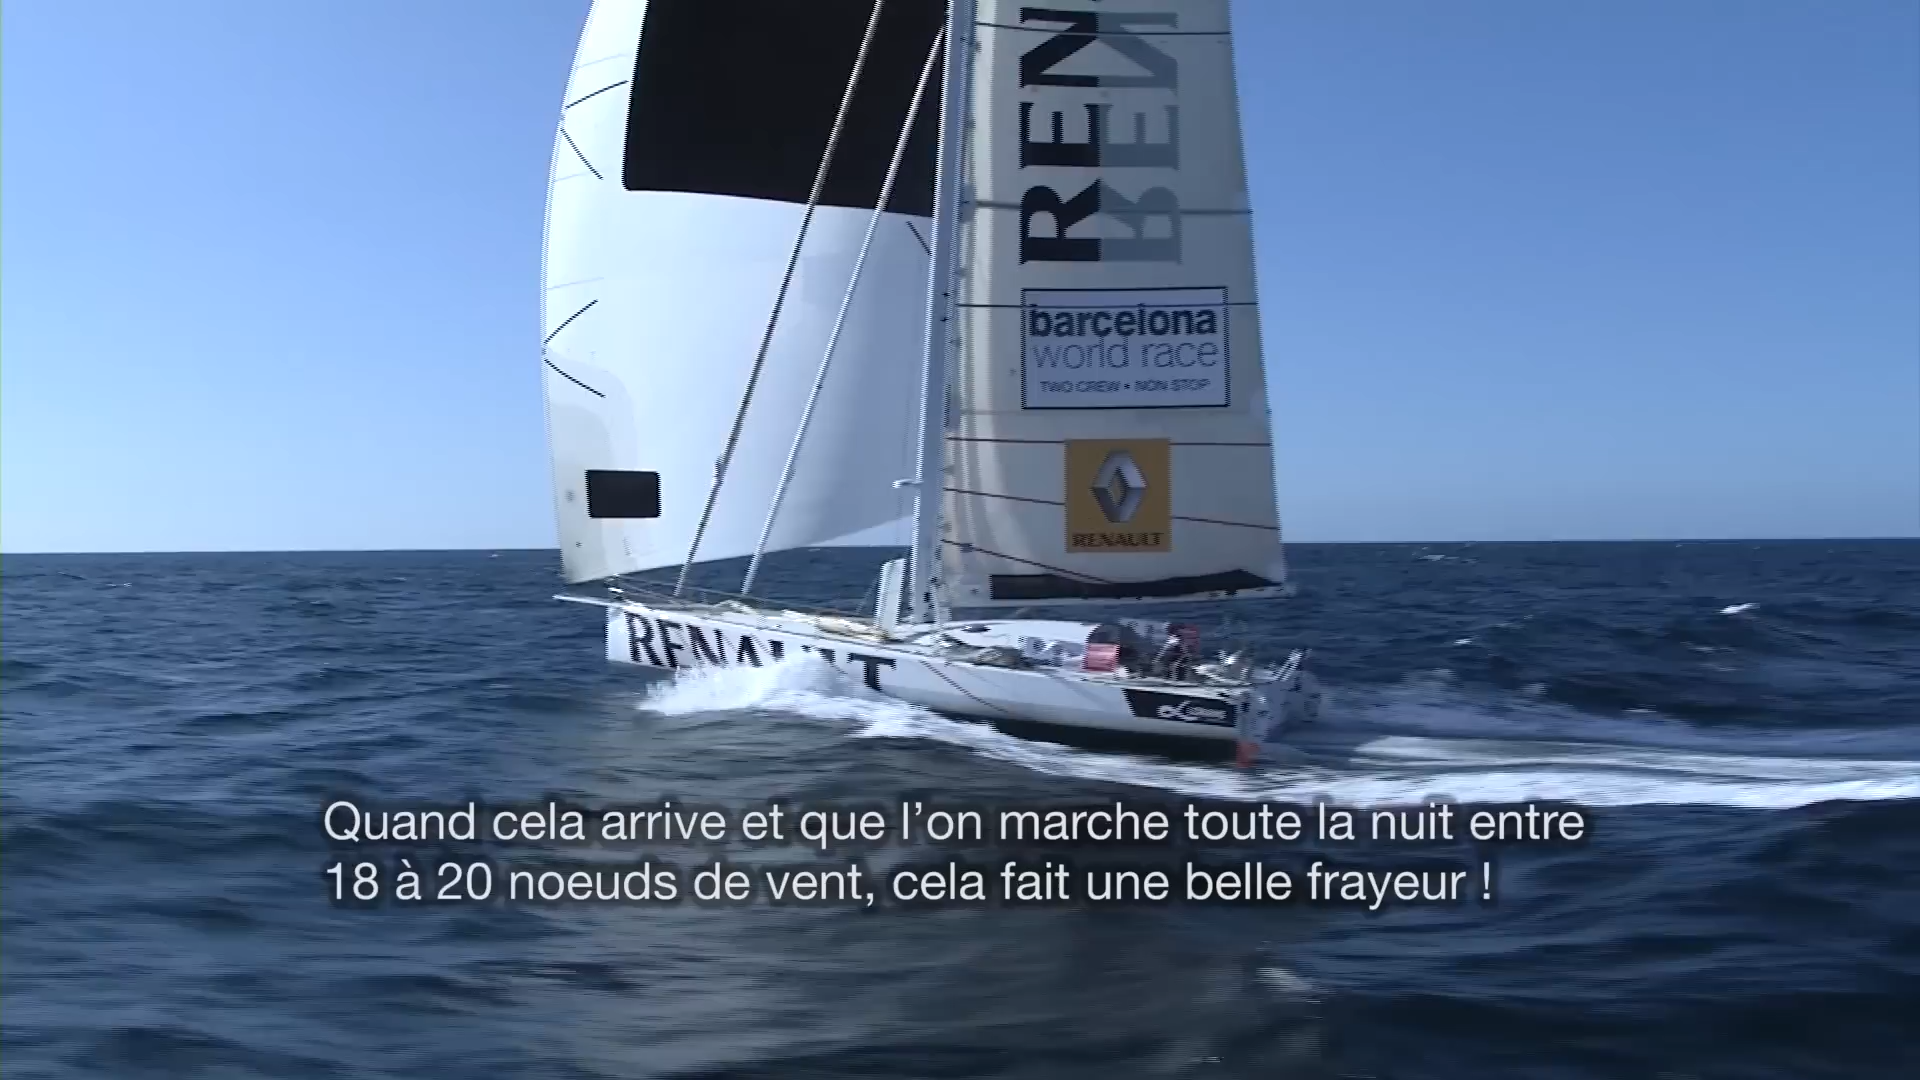 REN
barcelona
world race
TWO CREW • NON STOP
RENAULT
RENAULT
Quand cela arrive et que l’on marche toute la nuit entre
18 à 20 noeuds de vent, cela fait une belle frayeur !